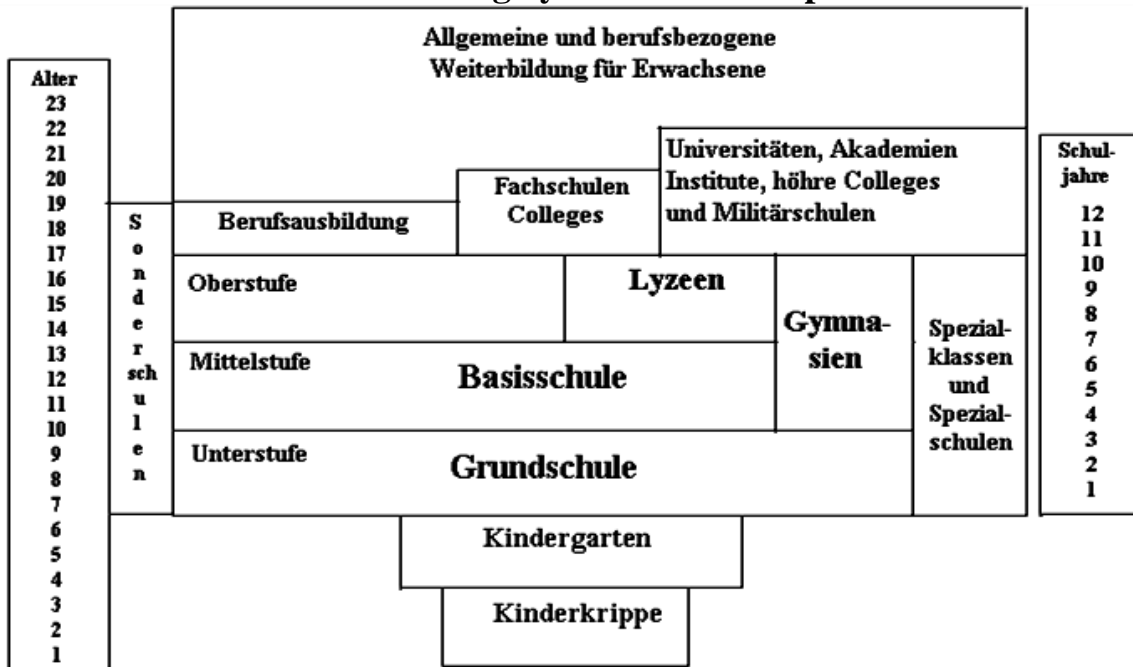 Allgemeine und berufsbezogene
Weiterbildung für Erwachsene
Alter
23
22
21
20
19
18
17
16
15
14
13
12
11
10
9
8
7
6
5
4
3
2
1
S
o
n
d
e
r
sch
u
l
e
n
Universitäten, Akademien
Institute, höhre Colleges
und Militärschulen
Fachschulen
Colleges
Berufsausbildung
Oberstufe
Lyzeen
Gymna-
sien
Spezial-
klassen
und
Spezial-
schulen
Mittelstufe
Basisschule
Unterstufe
Grundschule
Kindergarten
Kinderkrippe
Schul-
jahre
12
11
10
9
8
7
6
5
4
3
2
1